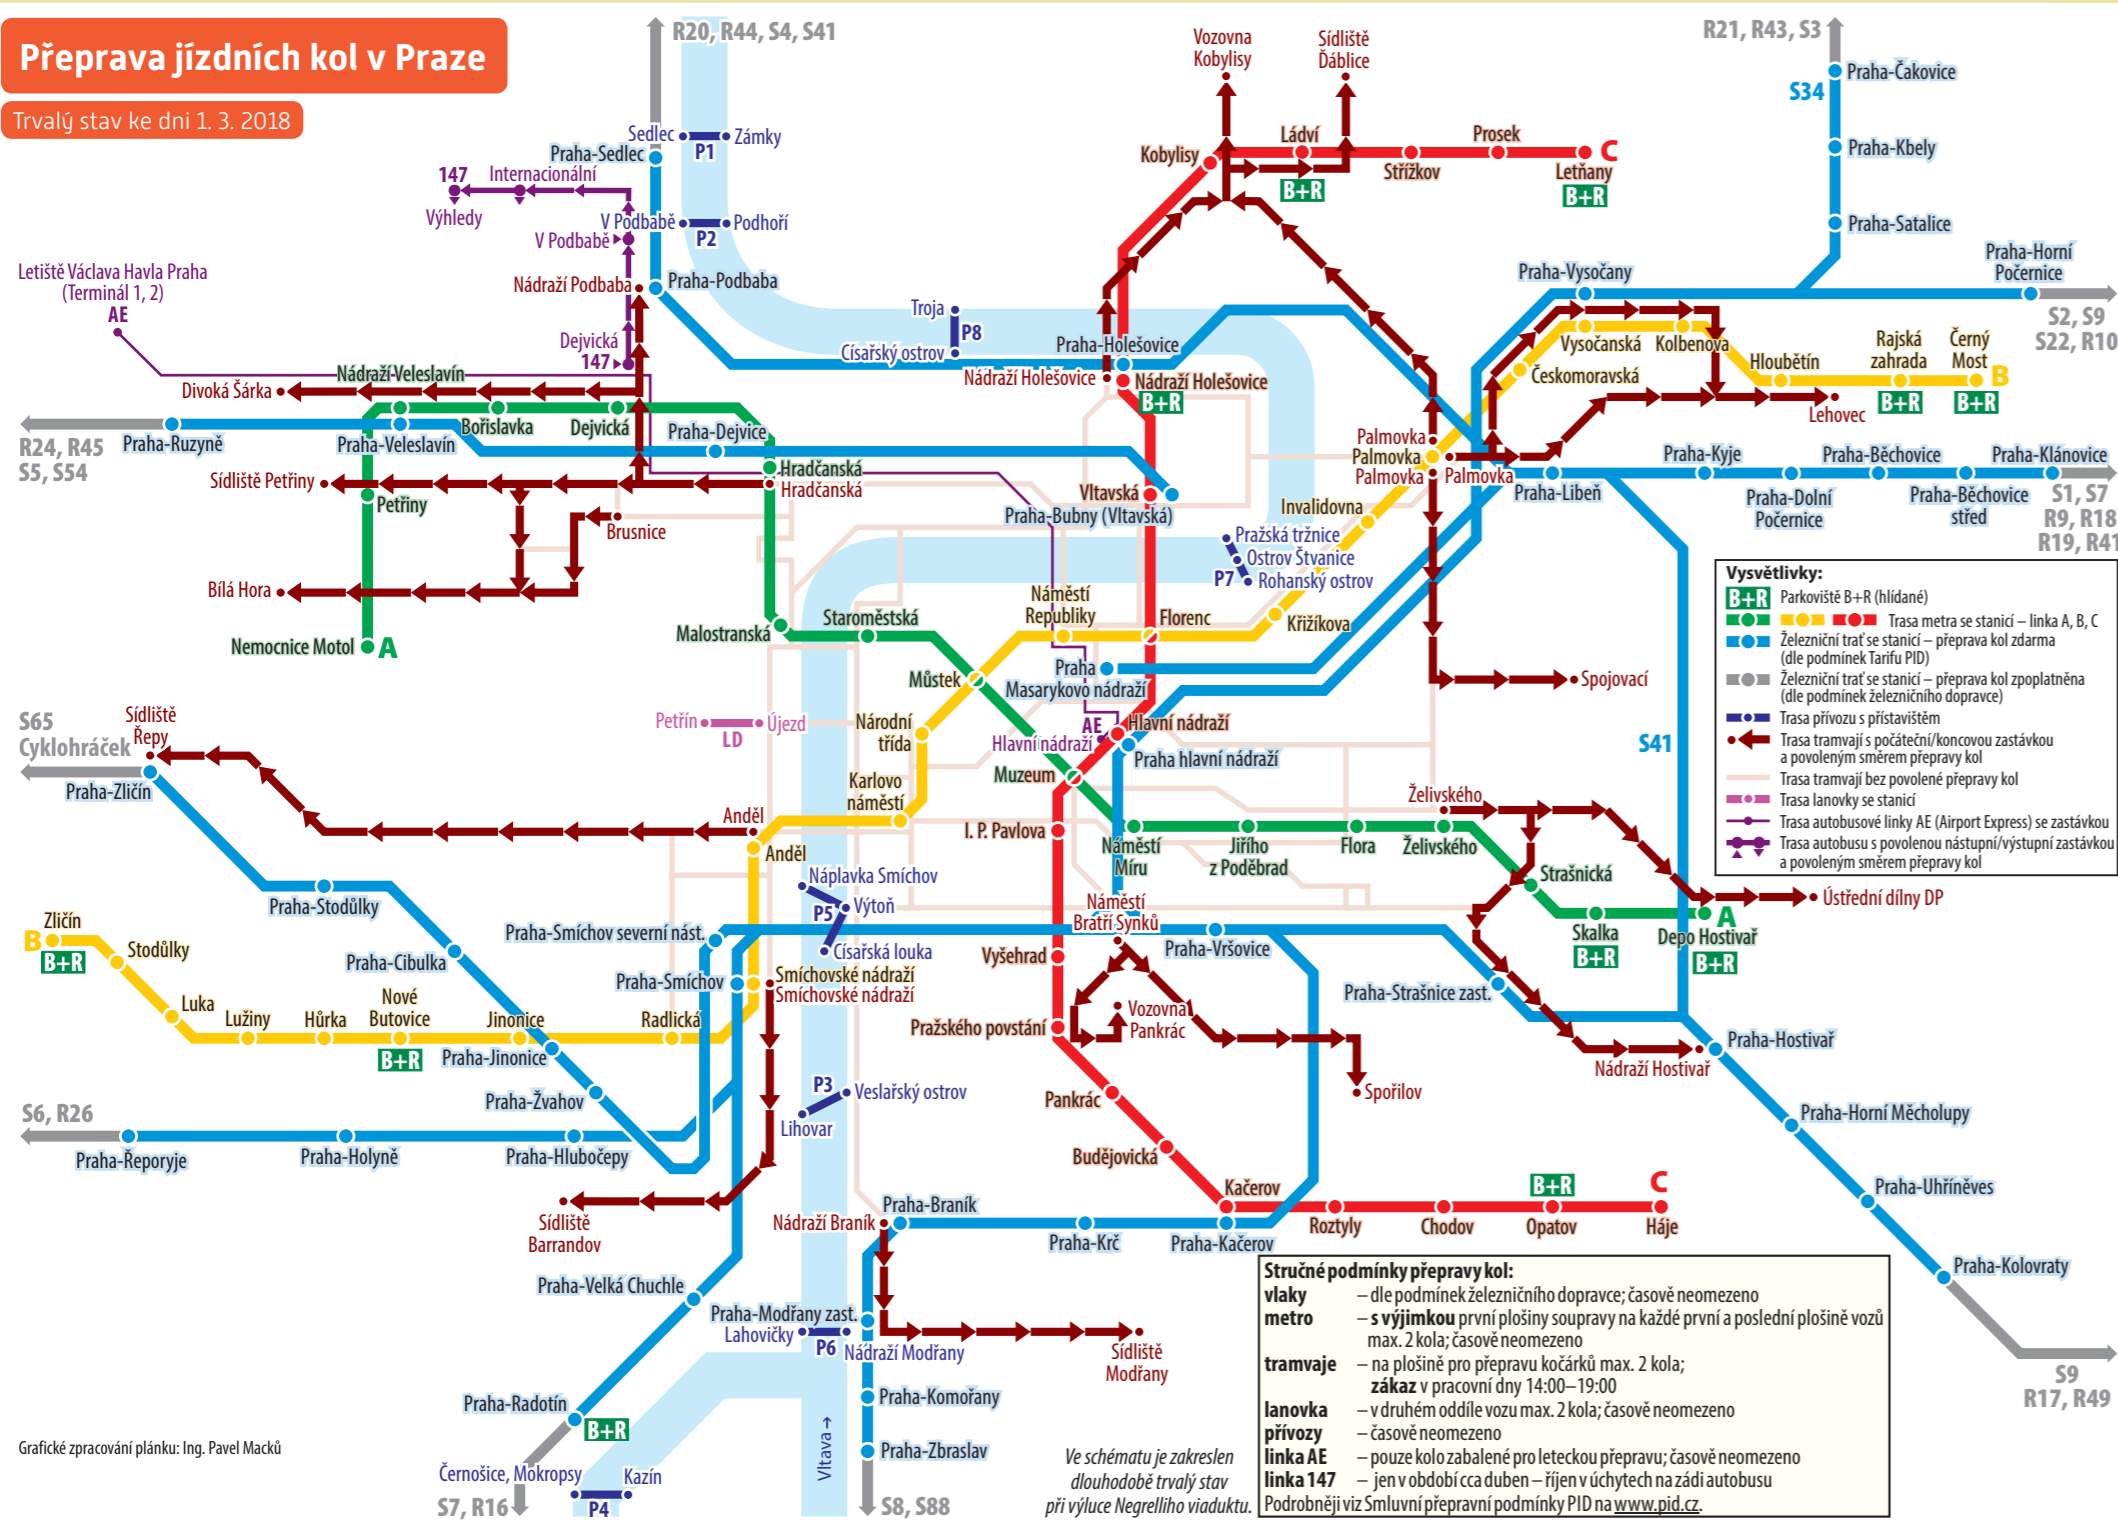 Přeprava jízdních kol v Praze
Trvalý stav ke dni 1. 3. 2018
R20, R44, S4, S41
R21, R43, S3
Vozovna
Kobylisy
Sídliště
Ďáblice
Praha-Čakovice
S34
Praha-Kbely
Praha-Satalice
Sedlec
P1
Zámky
Praha-Sedlec
147
Internacionální
Výhledy
V Podbabě
P2
Podhoří
V Podbabě
Kobylisy
Ládví
B+R
Střížkov
Prosek
C
Letňany
B+R
Letiště Václava Havla Praha
(Terminál 1, 2)
AE
Nádraží Podbaba
Praha-Podbaba
Dejvická
147
Troja
P8
Císařský ostrov
Praha-Holešovice
Nádraží Holešovice
Nádraží Holešovice
B+R
Praha-Vysočany
Praha-Horní
Počernice
S2, S9
S22, R10
Vysočanská
Kolbenova
Českomoravská
Hloubětín
Rajská
zahrada
B+R
Černý
Most
B
B+R
Lehovec
Divoká Šárka
Nádraží Veleslavín
Bořislavka
Dejvická
Praha-Dejvice
R24, R45
S5, S54
Praha-Ruzyně
Praha-Veleslavín
Hradčanská
Hradčanská
Sídliště Petřiny
Petřiny
Brusnice
Bílá Hora
Nemocnice Motol
A
Palmovka
Palmovka
Palmovka
Palmovka
Praha-Libeň
Praha-Kyje
Praha-Dolní
Počernice
Praha-Běchovice
Praha-Běchovice
střed
Praha-Klánovice
S1, S7
R9, R18
R19, R41
Vltavská
Praha-Bubny (Vltavská)
Invalidovna
Pražská tržnice
Ostrov Štvanice
P7
Rohanský ostrov
Křižíkova
Florenc
Náměstí
Republiky
Malostranská
Staroměstská
Můstek
Praha
Masarykovo nádraží
Spojovací
Vysvětlivky:
B+R Parkoviště B+R (hlídané)
Trasa metra se stanicí – linka A, B, C
Železniční trať se stanicí – přeprava kol zdarma
(dle podmínek Tarifu PID)
Železniční trať se stanicí – přeprava kol zpoplatněna
(dle podmínek železničního dopravce)
Trasa přívozu s přístavištěm
Trasa tramvají s počáteční/koncovou zastávkou
a povoleným směrem přepravy kol
Trasa tramvají bez povolené přepravy kol
Trasa lanovky se stanicí
Trasa autobusové linky AE (Airport Express) se zastávkou
Trasa autobusu s povolenou nástupní/výstupní zastávkou
a povoleným směrem přepravy kol
S65
Cyklohráček
Sídliště
Řepy
Praha-Zličín
Petřín
LD
Újezd
Národní
třída
Karlovo
náměstí
AE
Hlavní nádraží
Hlavní nádraží
Praha hlavní nádraží
Muzeum
S41
Anděl
Anděl
I. P. Pavlova
Náměstí
Míru
Jiřího
z Poděbrad
Flora
Želivského
Želivského
Strašnická
Skalka
B+R
A
Depo Hostivař
B+R
Ústřední dílny DP
Praha-Stodůlky
Praha-Cibulka
Náplavka Smíchov
P5
Výtoň
Císařská louka
Praha-Smíchov severní nást.
Praha-Smíchov
Smíchovské nádraží
Smíchovské nádraží
B
Zličín
B+R
Stodůlky
Luka
Lužiny
Hůrka
Nové
Butovice
B+R
Jinonice
Praha-Jinonice
Radlická
Praha-Žvahov
Náměstí
Bratří Synků
Vyšehrad
Praha-Vršovice
Praha-Strašnice zast.
Pražského povstání
Vozovna
Pankrác
Spořilov
Nádraží Hostivař
Praha-Hostivař
Praha-Horní Měcholupy
Praha-Uhříněves
Praha-Kolovraty
S9
R17, R49
S6, R26
Praha-Řeporyje
Praha-Holyně
Praha-Hlubočepy
P3
Veslařský ostrov
Lihovar
Pankrác
Budějovická
Kačerov
Roztyly
Chodov
B+R
Opatov
C
Háje
Sídliště
Barrandov
Nádraží Braník
Praha-Braník
Praha-Krč
Praha-Kačerov
Praha-Velká Chuchle
Praha-Modřany zast.
Lahovičky
P6
Nádraží Modřany
Sídliště
Modřany
Praha-Radotín
B+R
Praha-Komořany
Praha-Zbraslav
S8, S88
Vltava →
Černošice, Mokropsy
Kazín
P4
S7, R16
Grafické zpracování plánku: Ing. Pavel Macků
Ve schématu je zakreslen
dlouhodobě trvalý stav
při výluce Negrelliho viaduktu.
Stručné podmínky přepravy kol:
vlaky – dle podmínek železničního dopravce; časově neomezeno
metro – s výjimkou první plošiny soupravy na každé první a poslední plošině vozů
max. 2 kola; časově neomezeno
tramvaje – na plošině pro přepravu kočárků max. 2 kola;
zákaz v pracovní dny 14:00–19:00
lanovka – v druhém oddíle vozu max. 2 kola; časově neomezeno
přívozy – časově neomezeno
linka AE – pouze kolo zabalené pro leteckou přepravu; časově neomezeno
linka 147 – jen v období cca duben – říjen v úchytech na zádi autobusu
Podrobněji viz Smluvní přepravní podmínky PID na www.pid.cz.